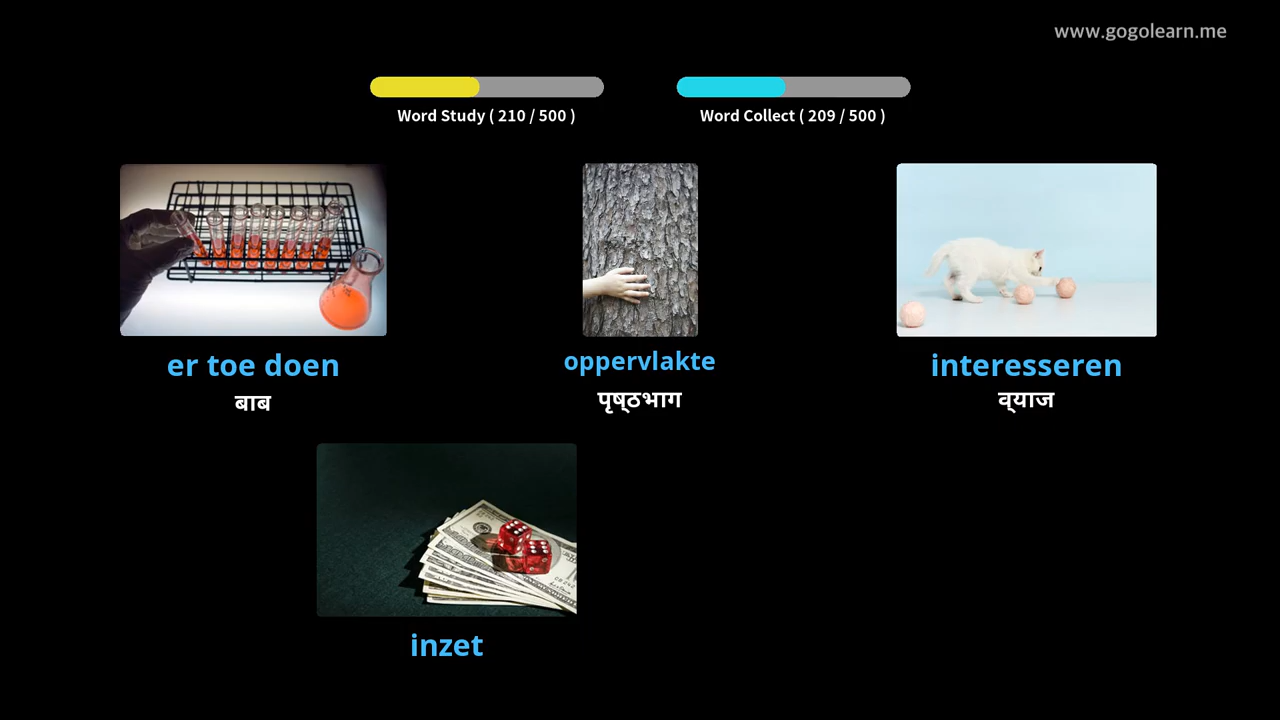 www.gogolearn.me
Word Study ( 210 / 500 )
Word Collect ( 209 / 500 )
er toe doen
बाब
oppervlakte
पृष्ठभाग
interesseren
व्याज
inzet